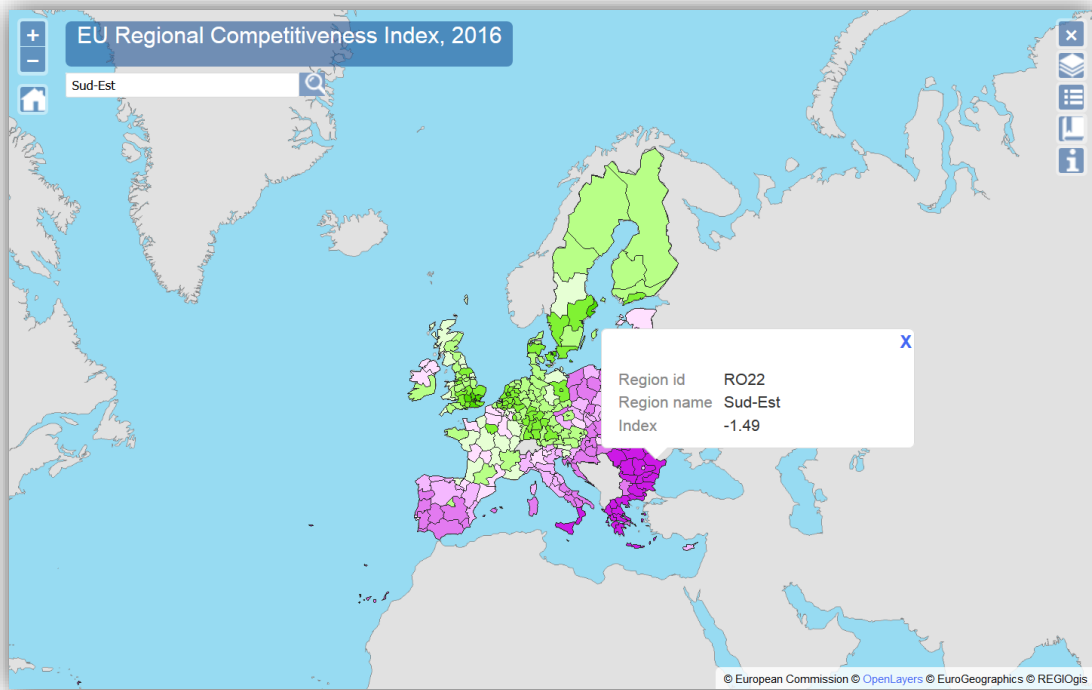 +
EU Regional Competitiveness Index, 2016
−
Sud-Est
X
Region id RO22
Region name Sud-Est
Index -1.49
© European Commission © OpenLayers © EuroGeographics © REGIOgis